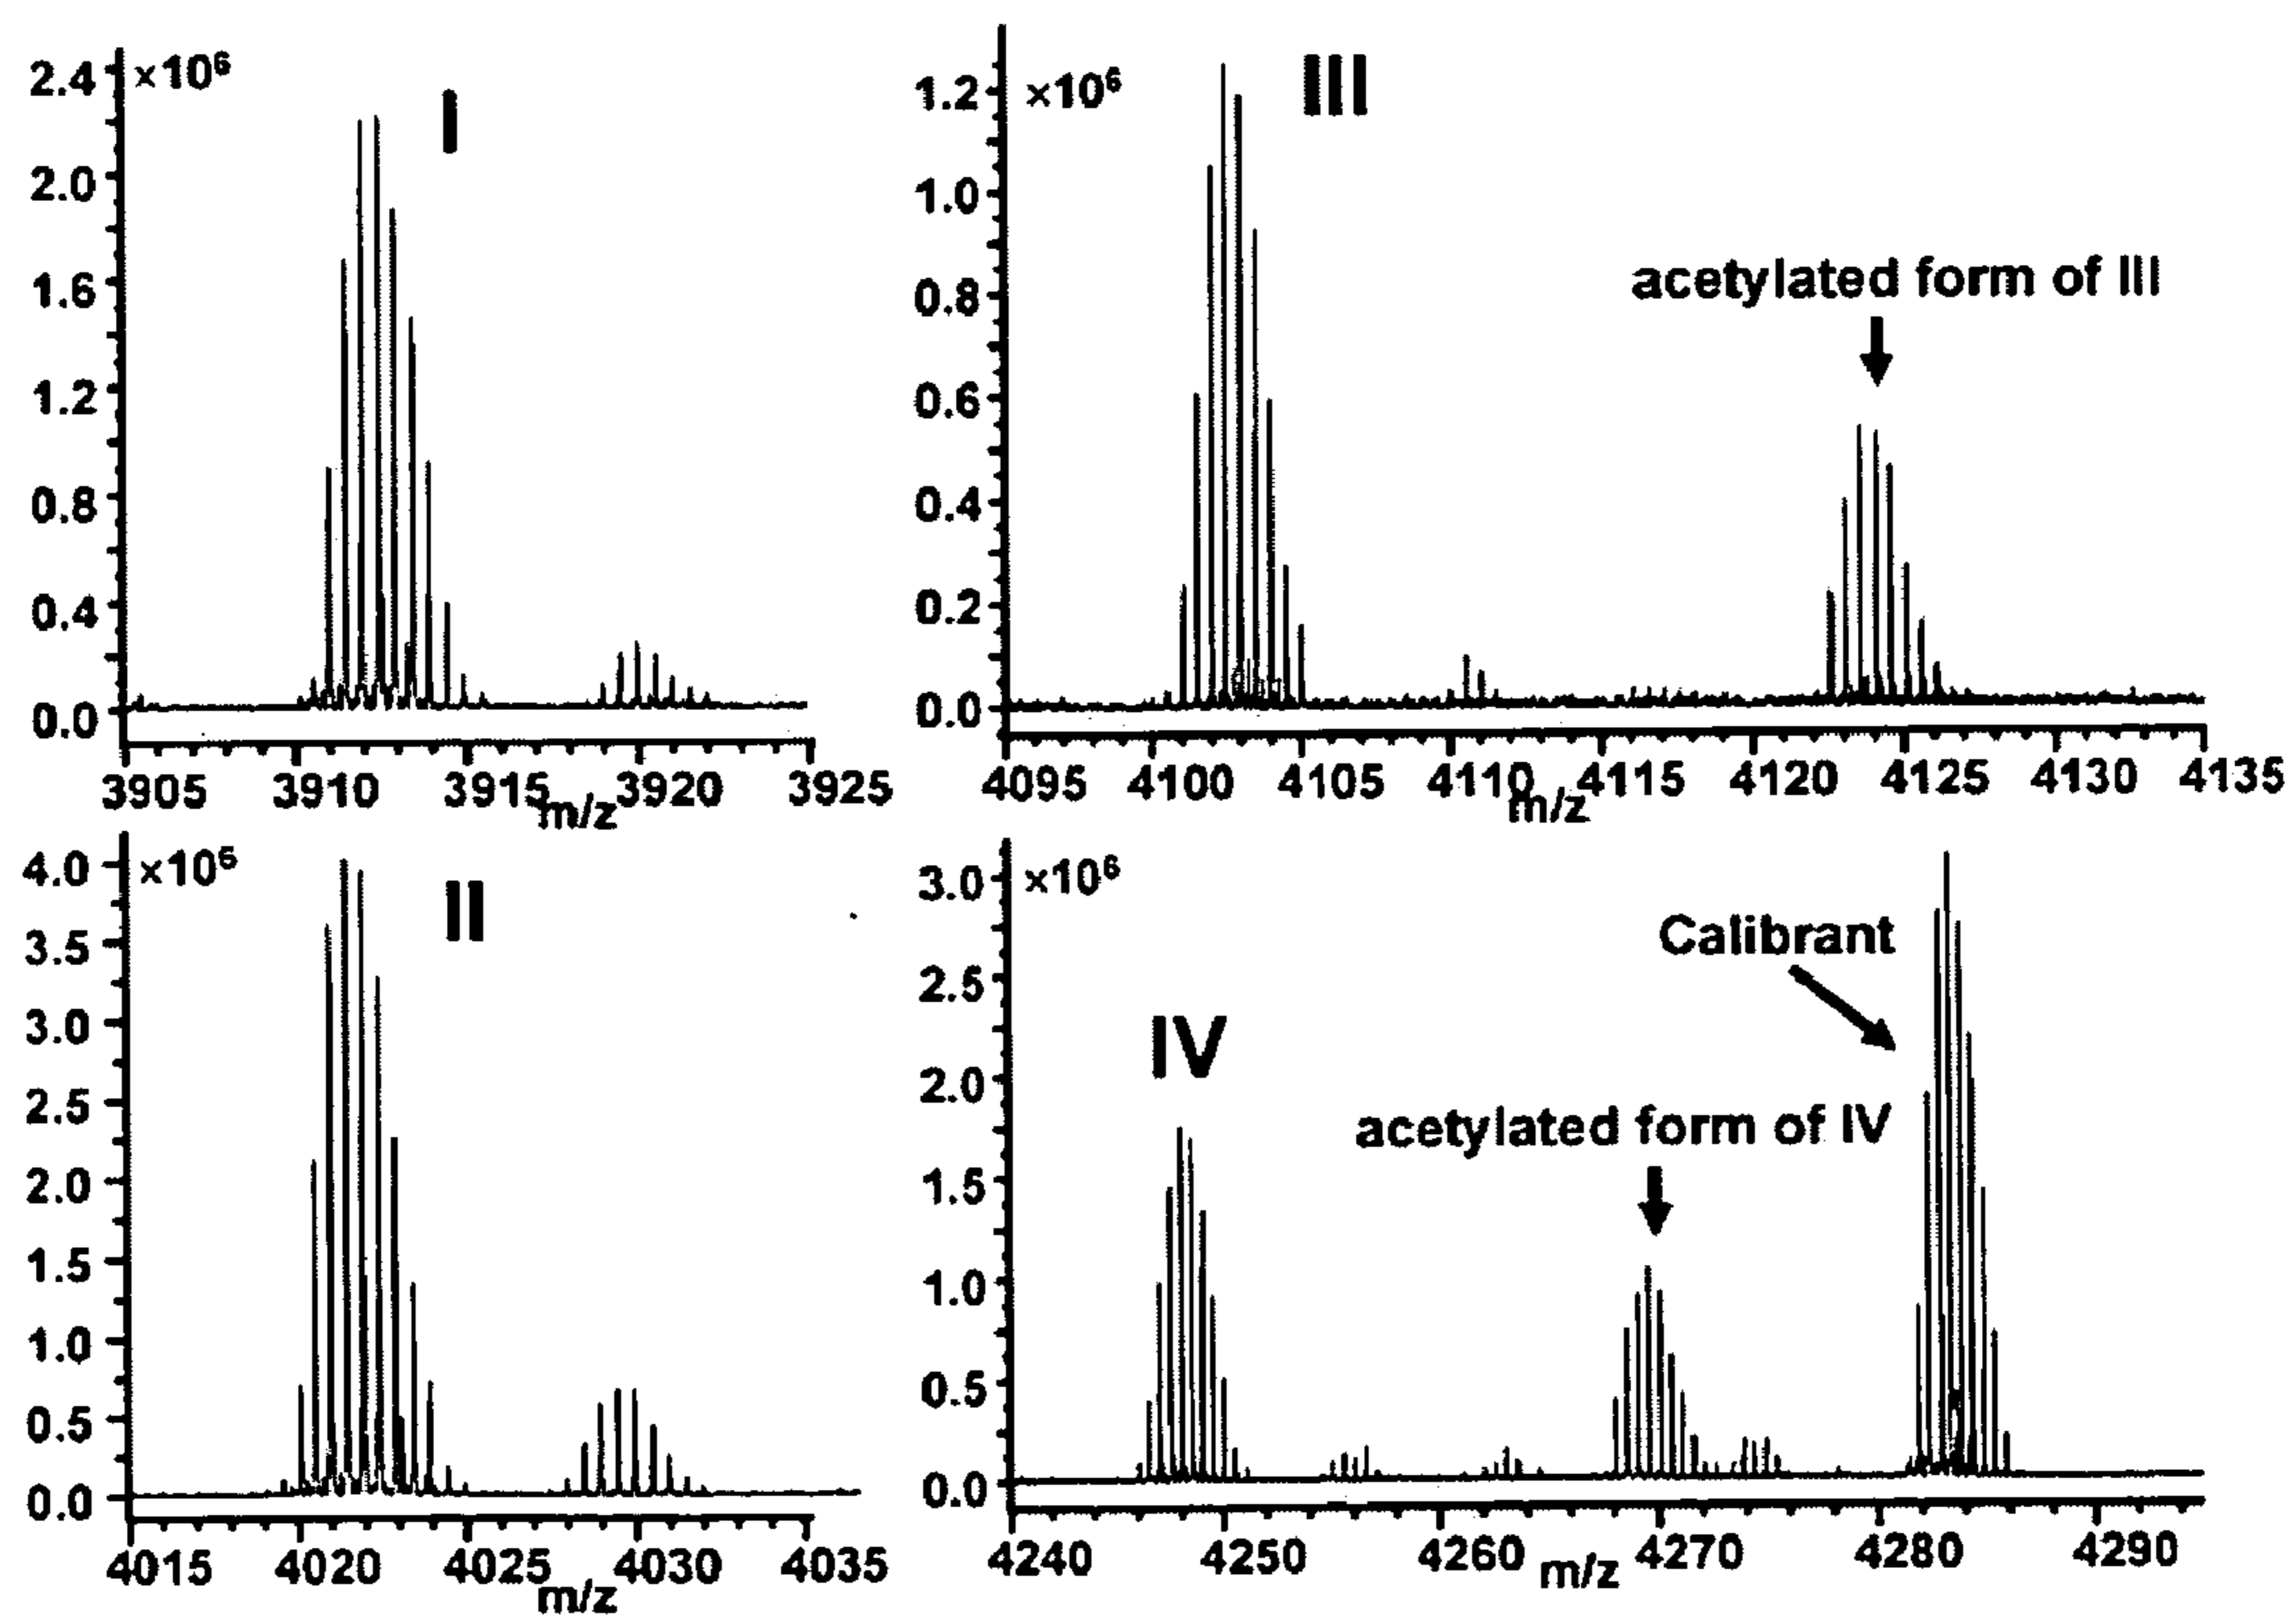 ×10⁶
I
2.4
2.0
1.6
1.2
0.8
0.4
0.0
3905 3910 3915 3920 3925
m/z
×10⁶
III
1.2
1.0
0.8
0.6
0.4
0.2
0.0
acetylated form of III
4095 4100 4105 4110 4115 4120 4125 4130 4135
m/z
×10⁶
II
4.0
3.5
3.0
2.5
2.0
1.5
1.0
0.5
0.0
4015 4020 4025 4030 4035
m/z
×10⁶
3.0
2.5
2.0
1.5
1.0
0.5
0.0
Calibrant
IV
acetylated form of IV
4240 4250 4260 4270 4280 4290
m/z